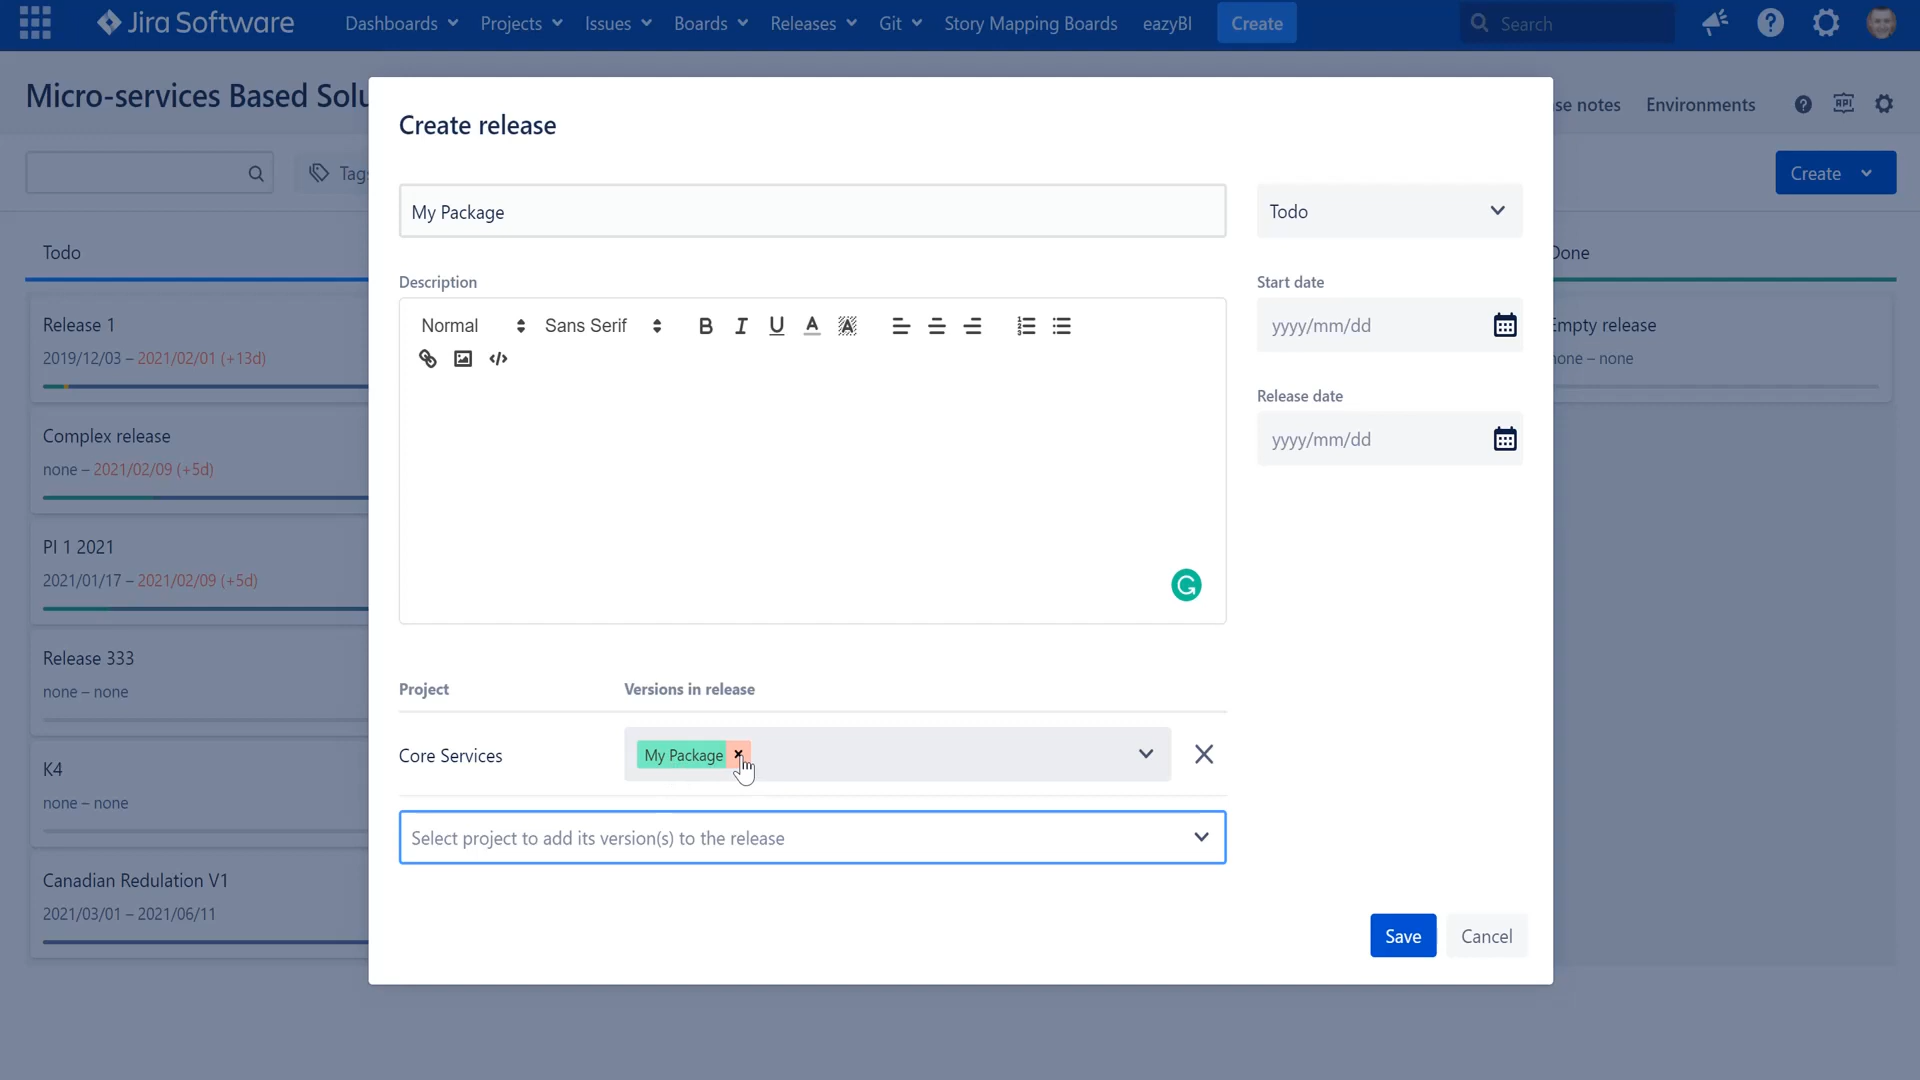 Jira Software Dashboards Projects Issues Boards Releases Git Story Mapping Boards eazyBI Create Search
Micro-services Based Solu
se notes Environments API
Tags
Create
Create release
My Package
Todo
Description
Start date
Normal Sans Serif B I U A A
yyyy/mm/dd
Release date
yyyy/mm/dd
G
Project Versions in release
Core Services My Package
Select project to add its version(s) to the release
Save Cancel
Todo
Release 1
2019/12/03 – 2021/02/01 (+13d)
Complex release
none – 2021/02/09 (+5d)
PI 1 2021
2021/01/17 – 2021/02/09 (+5d)
Release 333
none – none
K4
none – none
Canadian Redulation V1
2021/03/01 – 2021/06/11
Done
Empty release
none – none